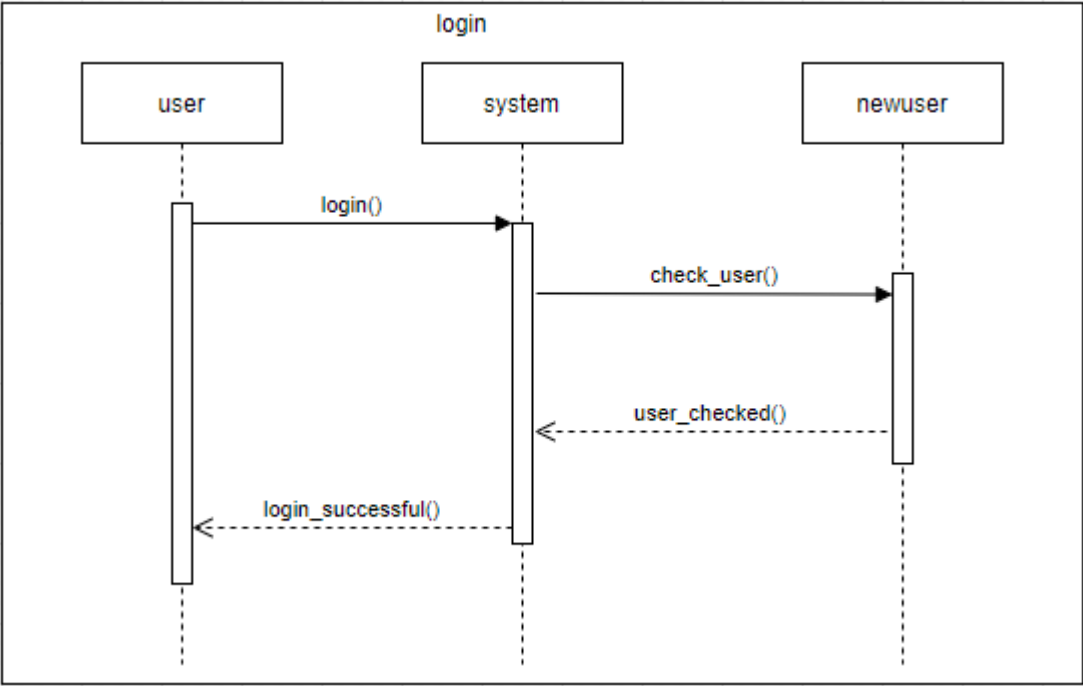 login
user
system
newuser
login()
check_user()
user_checked()
login_successful()